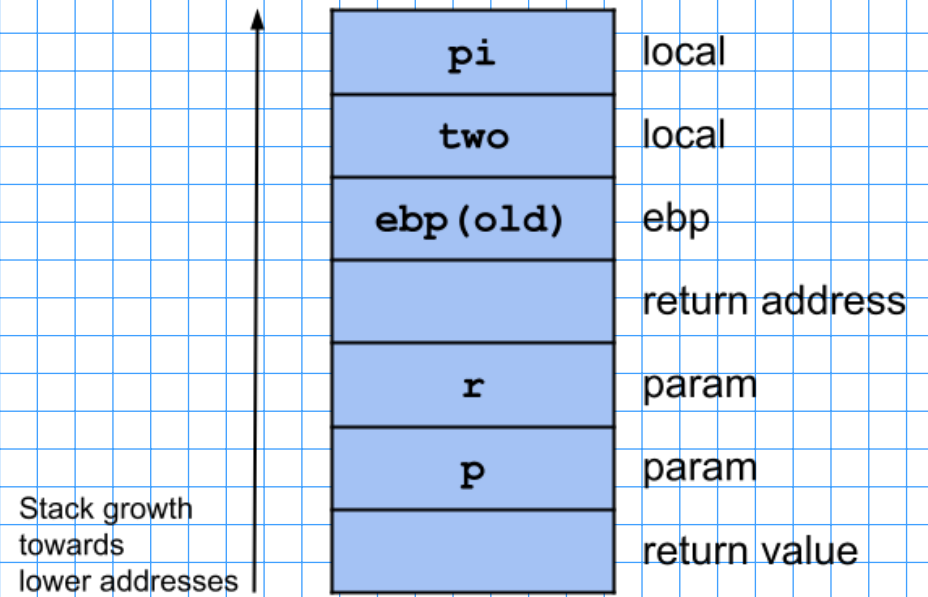 pi local
two local
ebp(old) ebp
return address
r param
p param
return value
Stack growth
towards
lower addresses